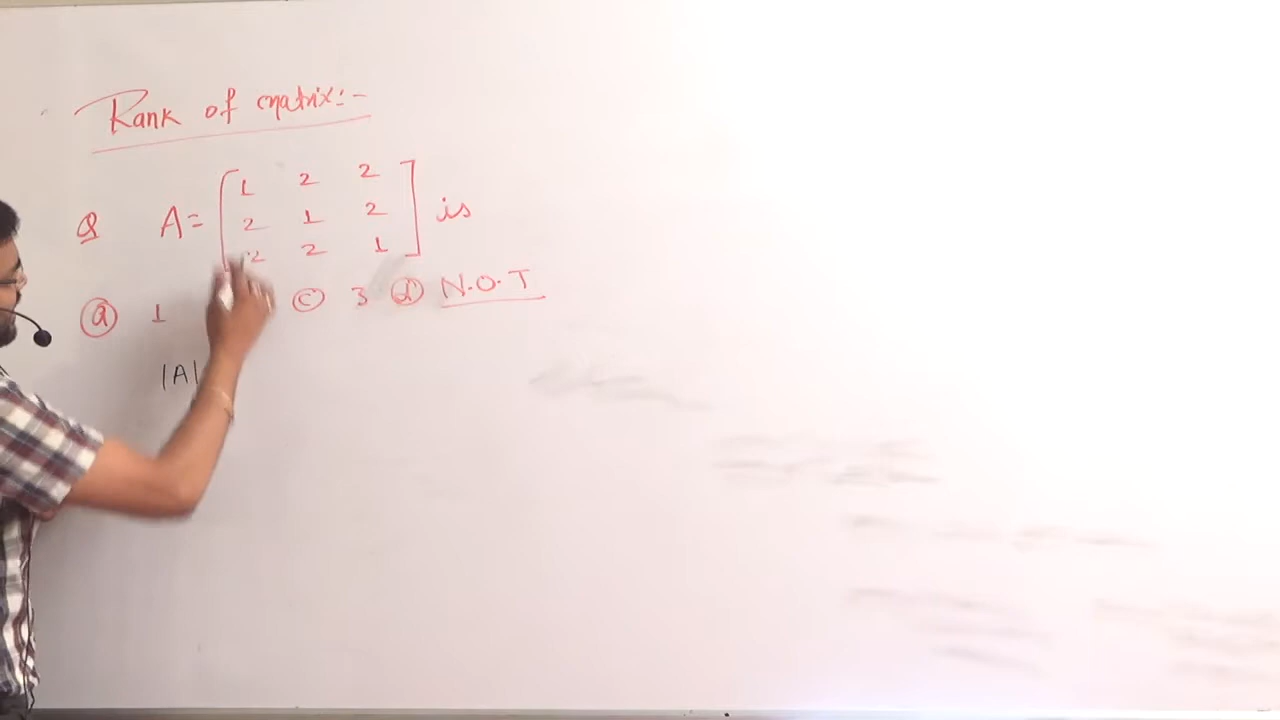 Rank of matrix:-
1 2 2
Q A= 2 1 2 is
2 2 1
(a) 1 (c) 3 (d) N.O.T
|A|